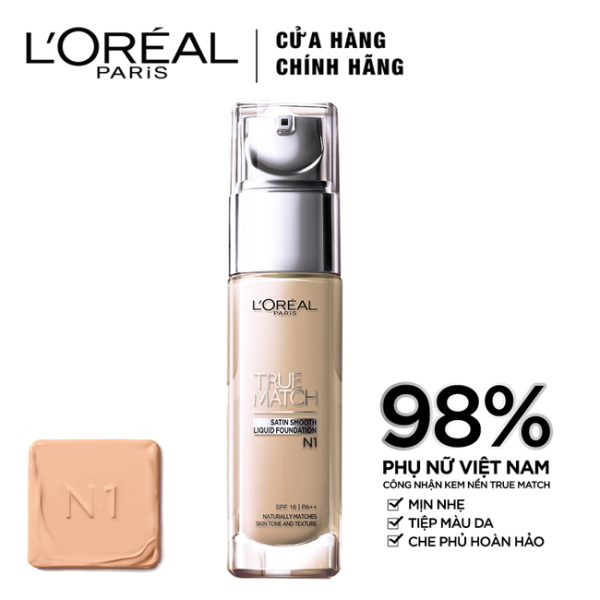 L'ORÉAL
PARiS
CỬA HÀNG
CHÍNH HÃNG
L'ORÉAL
PARiS
TRUE
MATCH
SATIN SMOOTH
LIQUID FOUNDATION
N1
SPF 16 | PA++
NATURALLY MATCHES
SKIN TONE AND TEXTURE
N1
98%
PHỤ NỮ VIỆT NAM
CÔNG NHẬN KEM NỀN TRUE MATCH
MỊN NHẸ
TIỆP MÀU DA
CHE PHỦ HOÀN HẢO